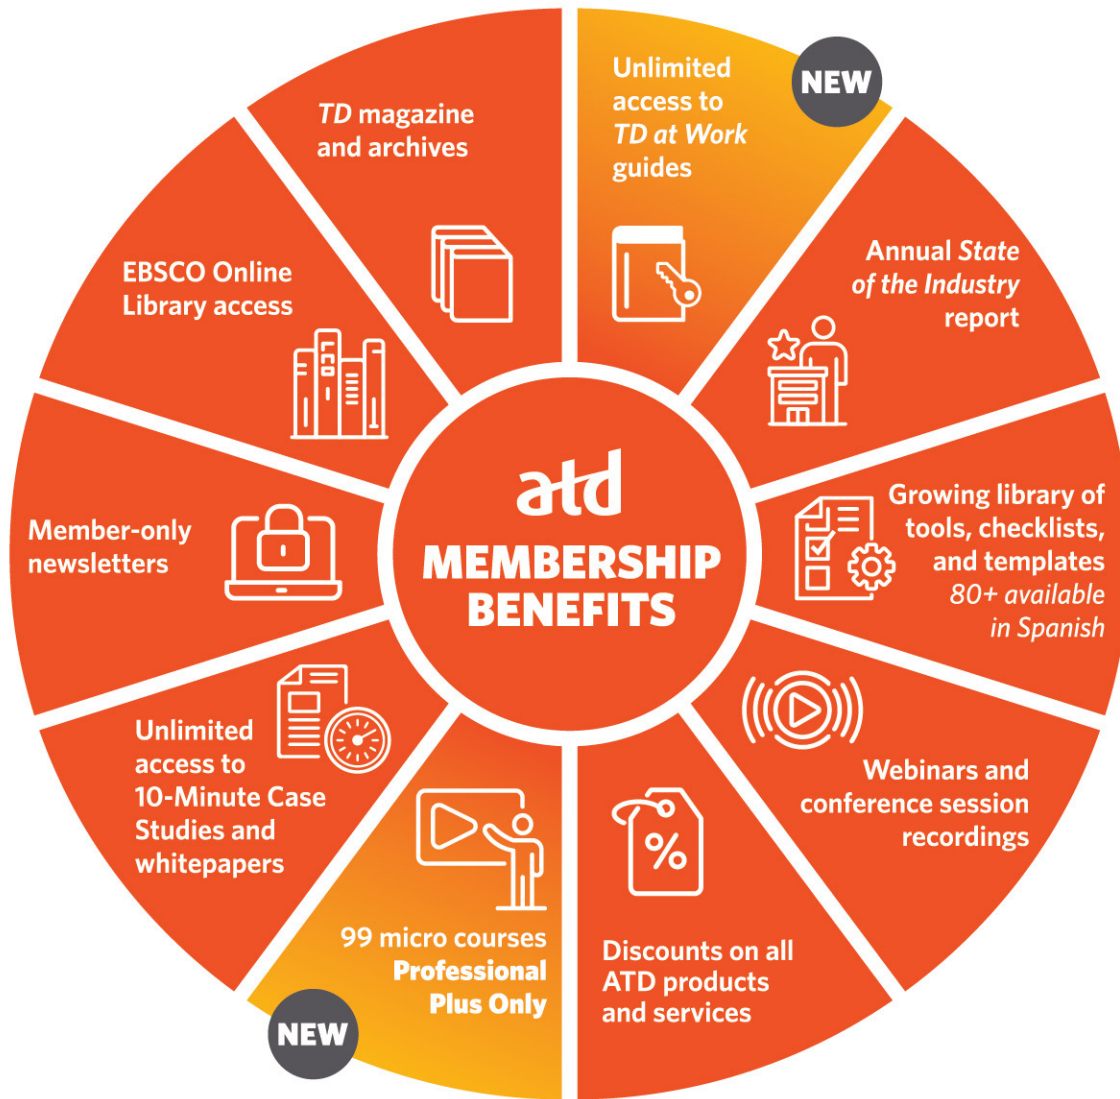 atd
MEMBERSHIP
BENEFITS
Unlimited
access to
TD at Work
guides
NEW
Annual State
of the Industry
report
Growing library of
tools, checklists,
and templates
80+ available
in Spanish
Webinars and
conference session
recordings
Discounts on all
ATD products
and services
99 micro courses
Professional
Plus Only
NEW
Unlimited
access to
10-Minute Case
Studies and
whitepapers
Member-only
newsletters
EBSCO Online
Library access
TD magazine
and archives
%